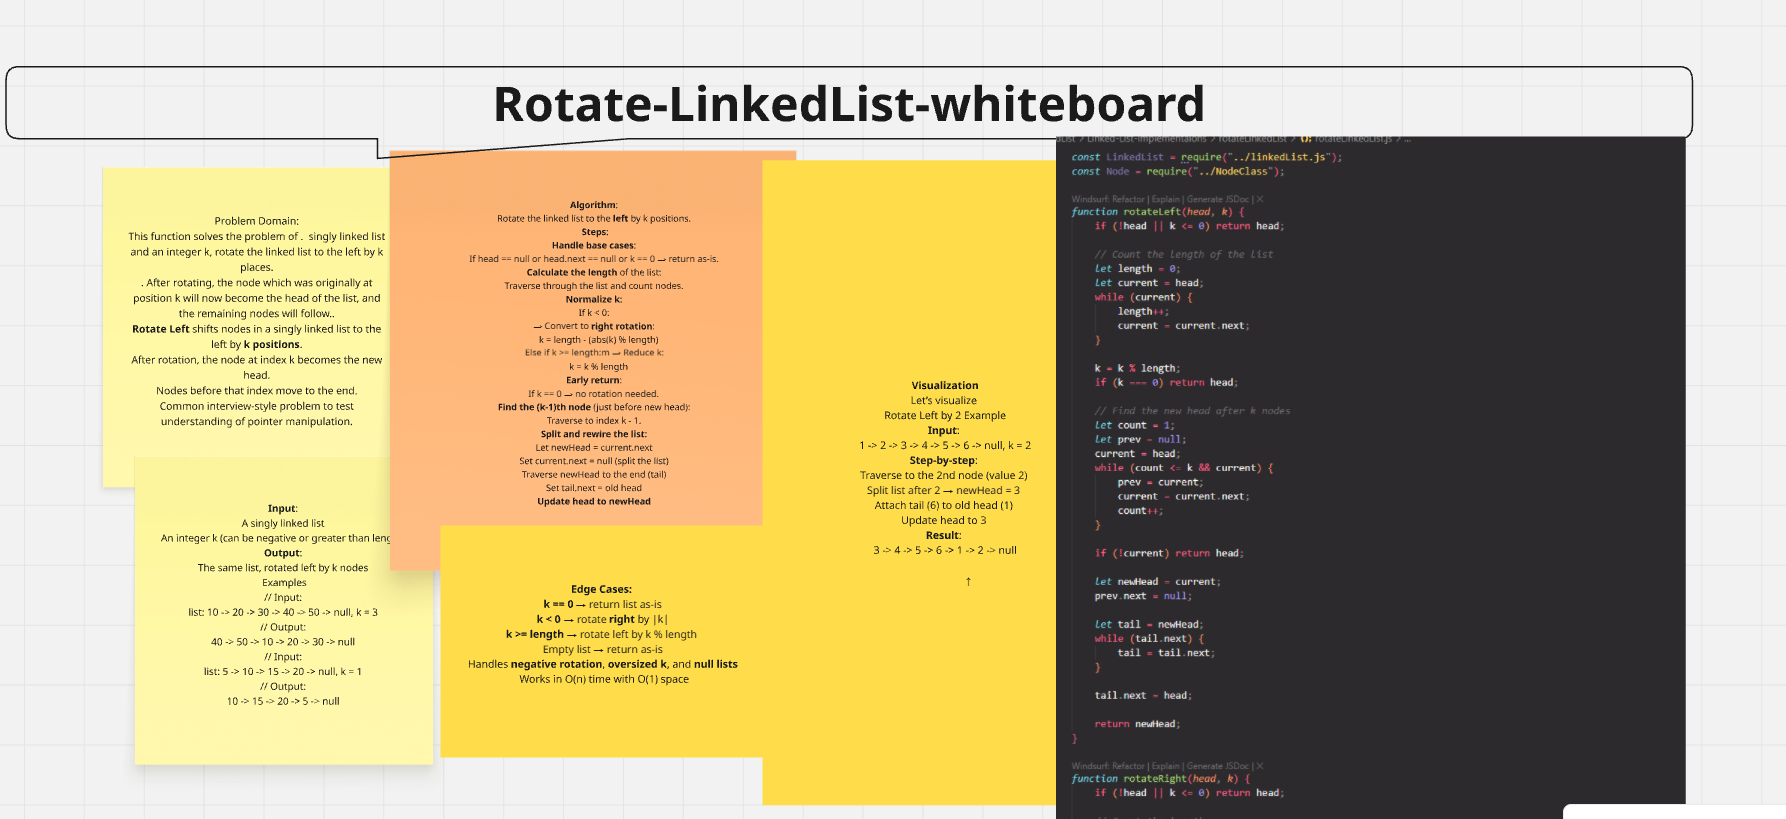 Rotate-LinkedList-whiteboard
Problem Domain:
This function solves the problem of .  singly linked list
and an integer k, rotate the linked list to the left by k
places.
. After rotating, the node which was originally at
position k will now become the head of the list, and
the remaining nodes will follow..
Rotate Left shifts nodes in a singly linked list to the
left by k positions.
After rotation, the node at index k becomes the new
head.
Nodes before that index move to the end.
Common interview-style problem to test
understanding of pointer manipulation.
Input:
A singly linked list
An integer k (can be negative or greater than
Output:
The same list, rotated left by k nodes
Examples
// Input:
list: 10 -> 20 -> 30 -> 40 -> 50 -> null, k = 3
// Output:
40 -> 50 -> 10 -> 20 -> 30 -> null
// Input:
list: 5 -> 10 -> 15 -> 20 -> null, k = 1
// Output:
10 -> 15 -> 20 -> 5 -> null
Algorithm:
Rotate the linked list to the left by k positions.
Steps:
Handle base cases:
If head == null or head.next == null or k == 0 → return as-is.
Calculate the length of the list:
Traverse through the list and count nodes.
Normalize k:
If k < 0:
→ Convert to right rotation:
k = length - (abs(k) % length)
Else if k >= length:m → Reduce k:
k = k % length
Early return:
If k == 0 → no rotation needed.
Find the (k-1)th node (just before new head):
Traverse to index k - 1.
Split and rewire the list:
Let newHead = current.next
Set current.next = null (split the list)
Traverse newHead to the end (tail)
Set tail.next = old head
Update head to newHead
Edge Cases:
k == 0 → return list as-is
k < 0 → rotate right by |k|
k >= length → rotate left by k % length
Empty list → return as-is
Handles negative rotation, oversized k, and null lists
Works in O(n) time with O(1) space
Visualization
Let's visualize
Rotate Left by 2 Example
Input:
1 -> 2 -> 3 -> 4 -> 5 -> 6 -> null, k = 2
Step-by-step:
Traverse to the 2nd node (value 2)
Split list after 2 → newHead = 3
Attach tail (6) to old head (1)
Update head to 3
Result:
3 -> 4 -> 5 -> 6 -> 1 -> 2 -> null
↑
List > Linked-List-Implementaions > rotateLinkedList > rotateLinkedList.js > ...
const LinkedList = require("../linkedList.js");
const Node = require("../NodeClass");
Windsurf: Refactor | Explain | Generate JSDoc | X
function rotateLeft(head, k) {
if (!head || k <= 0) return head;
// Count the length of the list
let length = 0;
let current = head;
while (current) {
length++;
current = current.next;
}
k = k % length;
if (k === 0) return head;
// Find the new head after k nodes
let count = 1;
let prev = null;
current = head;
while (count <= k && current) {
prev = current;
current = current.next;
count++;
}
if (!current) return head;
let newHead = current;
prev.next = null;
let tail = newHead;
while (tail.next) {
tail = tail.next;
}
tail.next = head;
return newHead;
}
Windsurf: Refactor | Explain | Generate JSDoc | X
function rotateRight(head, k) {
if (!head || k <= 0) return head;